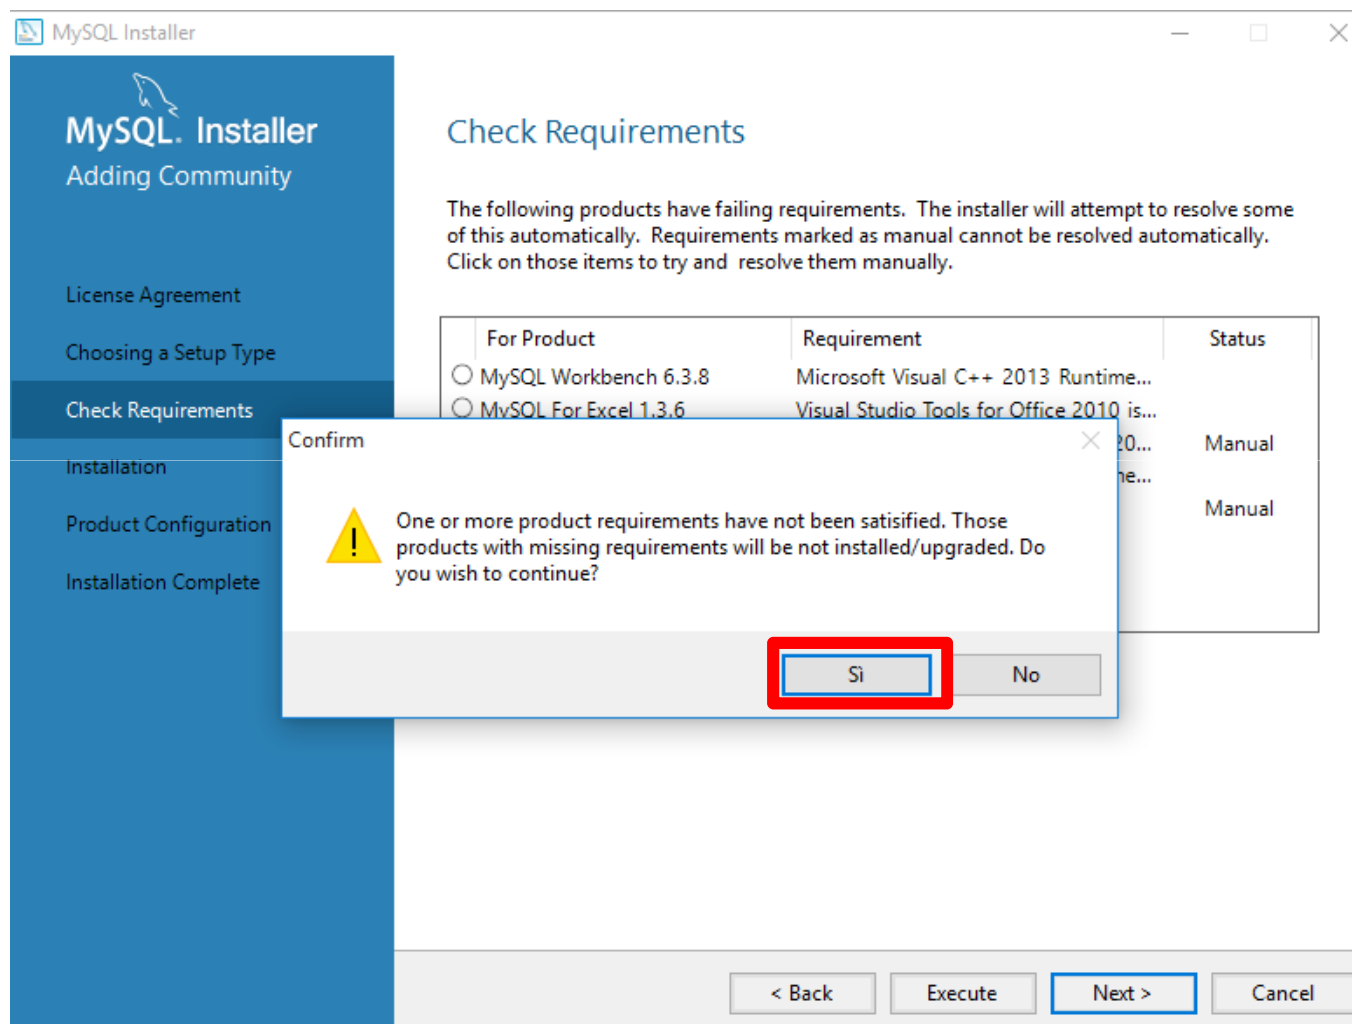 MySQL Installer
MySQL. Installer
Adding Community
License Agreement
Choosing a Setup Type
Check Requirements
Installation
Product Configuration
Installation Complete
Check Requirements
The following products have failing requirements. The installer will attempt to resolve some
of this automatically. Requirements marked as manual cannot be resolved automatically.
Click on those items to try and resolve them manually.
For Product Requirement Status
MySQL Workbench 6.3.8 Microsoft Visual C++ 2013 Runtime...
MySQL For Excel 1.3.6 Visual Studio Tools for Office 2010 is...
Manual
Manual
Confirm
One or more product requirements have not been satisified. Those
products with missing requirements will be not installed/upgraded. Do
you wish to continue?
Sì No
< Back Execute Next > Cancel